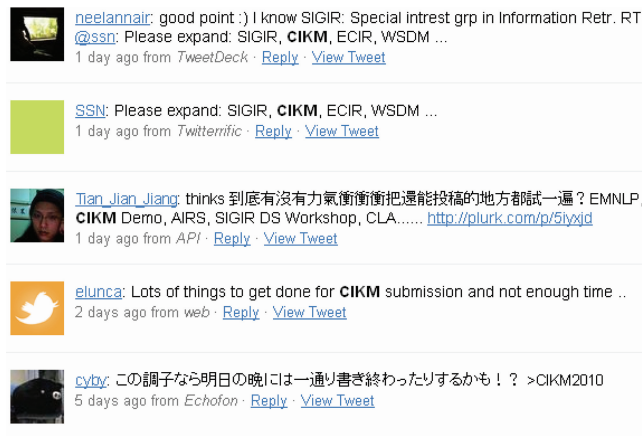 neelannair: good point :) I know SIGIR: Special intrest grp in Information Retr. RT
@ssn: Please expand: SIGIR, CIKM, ECIR, WSDM ...
1 day ago from TweetDeck · Reply · View Tweet
SSN: Please expand: SIGIR, CIKM, ECIR, WSDM ...
1 day ago from Twitterrific · Reply · View Tweet
Tian_Jian_Jiang: thinks 到底有沒有力氣衝衝衝把還能投稿的地方都試一遍？EMNLP,
CIKM Demo, AIRS, SIGIR DS Workshop, CLA...... http://plurk.com/p/5iyxjd
1 day ago from API · Reply · View Tweet
elunca: Lots of things to get done for CIKM submission and not enough time ..
2 days ago from web · Reply · View Tweet
cyby: この調子なら明日の晩には一通り書き終わったりするかも！？ >CIKM2010
5 days ago from Echofon · Reply · View Tweet